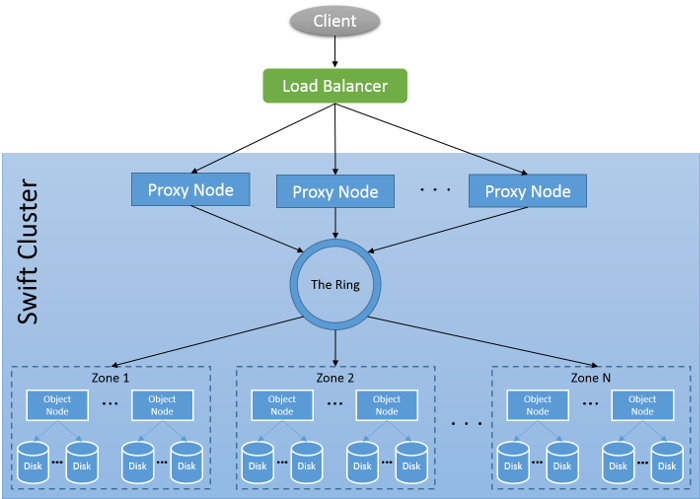 Client
Load Balancer
Swift Cluster
Proxy Node
Proxy Node
. . .
Proxy Node
The Ring
Zone 1
Object
Node
...
Object
Node
Disk
...
Disk
Disk
...
Disk
Zone 2
Object
Node
...
Object
Node
Disk
...
Disk
Disk
...
Disk
. . .
Zone N
Object
Node
...
Object
Node
Disk
...
Disk
Disk
...
Disk